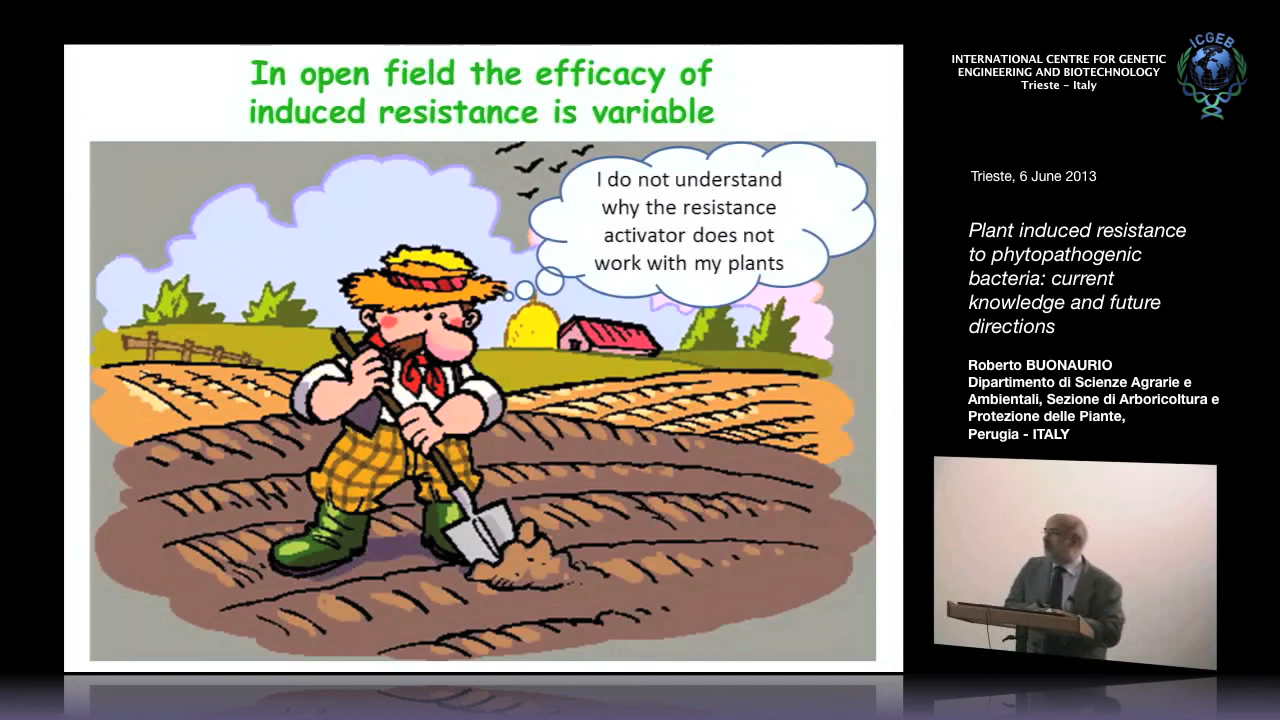 In open field the efficacy of
induced resistance is variable
I do not understand
why the resistance
activator does not
work with my plants
ICGEB
INTERNATIONAL CENTRE FOR GENETIC
ENGINEERING AND BIOTECHNOLOGY
Trieste - Italy
Trieste, 6 June 2013
Plant induced resistance
to phytopathogenic
bacteria: current
knowledge and future
directions
Roberto BUONAURIO
Dipartimento di Scienze Agrarie e
Ambientali, Sezione di Arboricoltura e
Protezione delle Piante,
Perugia - ITALY